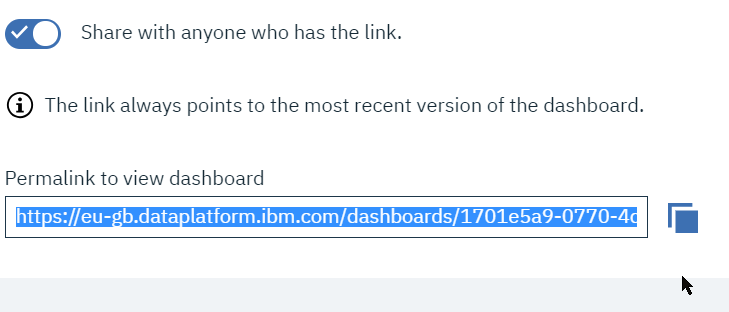 Share with anyone who has the link.
The link always points to the most recent version of the dashboard.
Permalink to view dashboard
https://eu-gb.dataplatform.ibm.com/dashboards/1701e5a9-0770-4c